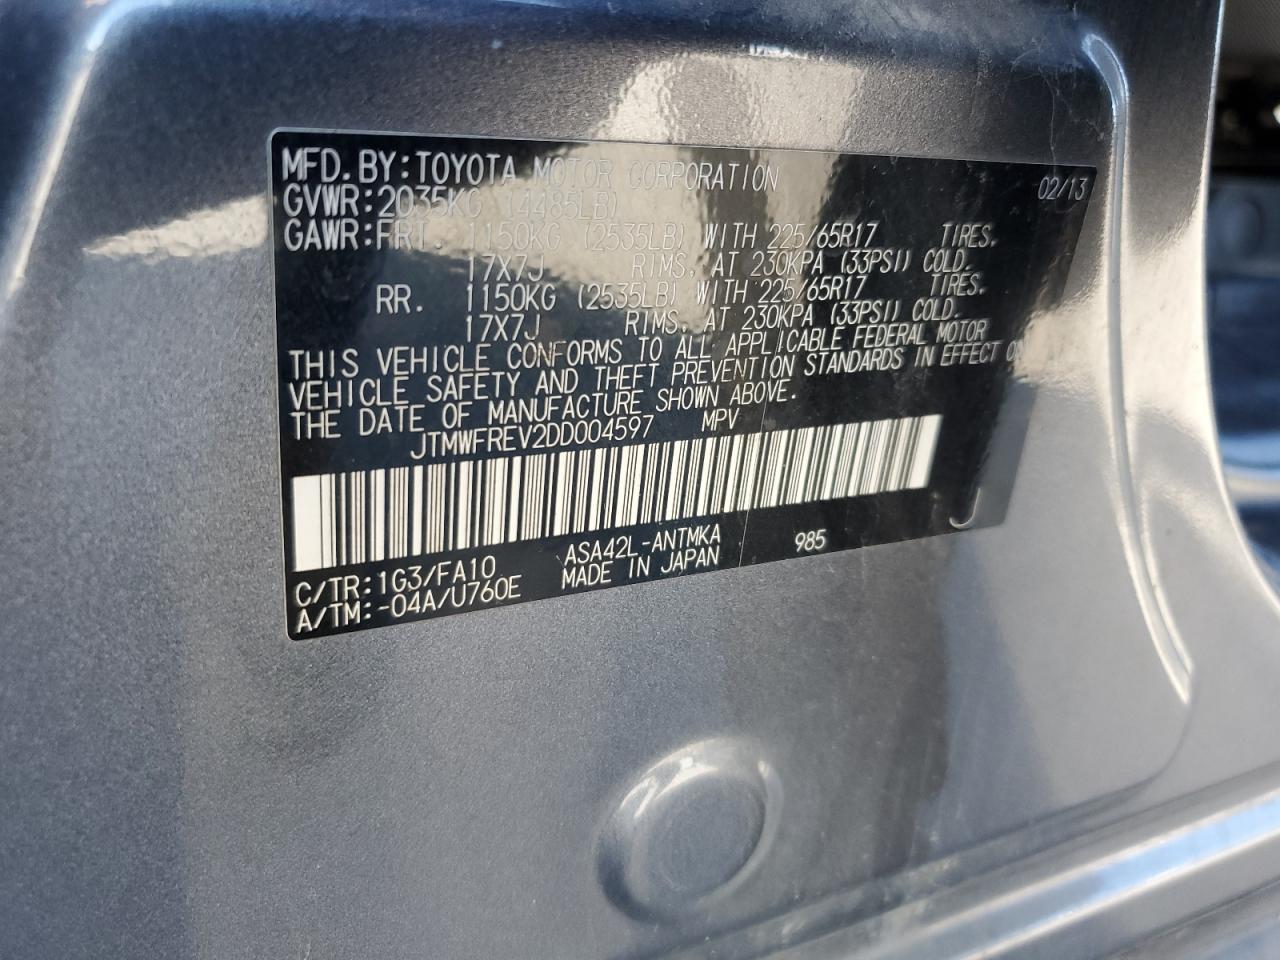 MFD. BY: TOYOTA MOTOR CORPORATION 02/13
GVWR: 2035KG (4485LB)
GAWR: FRT. 1150KG (2535LB) WITH 225/65R17 TIRES.
17X7J RIMS, AT 230KPA (33PSI) COLD.
RR. 1150KG (2535LB) WITH 225/65R17 TIRES.
17X7J RIMS, AT 230KPA (33PSI) COLD.
THIS VEHICLE CONFORMS TO ALL APPLICABLE FEDERAL MOTOR
VEHICLE SAFETY AND THEFT PREVENTION STANDARDS IN EFFECT ON
THE DATE OF MANUFACTURE SHOWN ABOVE.
JTMWFREV2DD004597 MPV
C/TR: 1G3/FA10 ASA42L-ANTMKA 985 J
A/TM: -04A/U760E MADE IN JAPAN